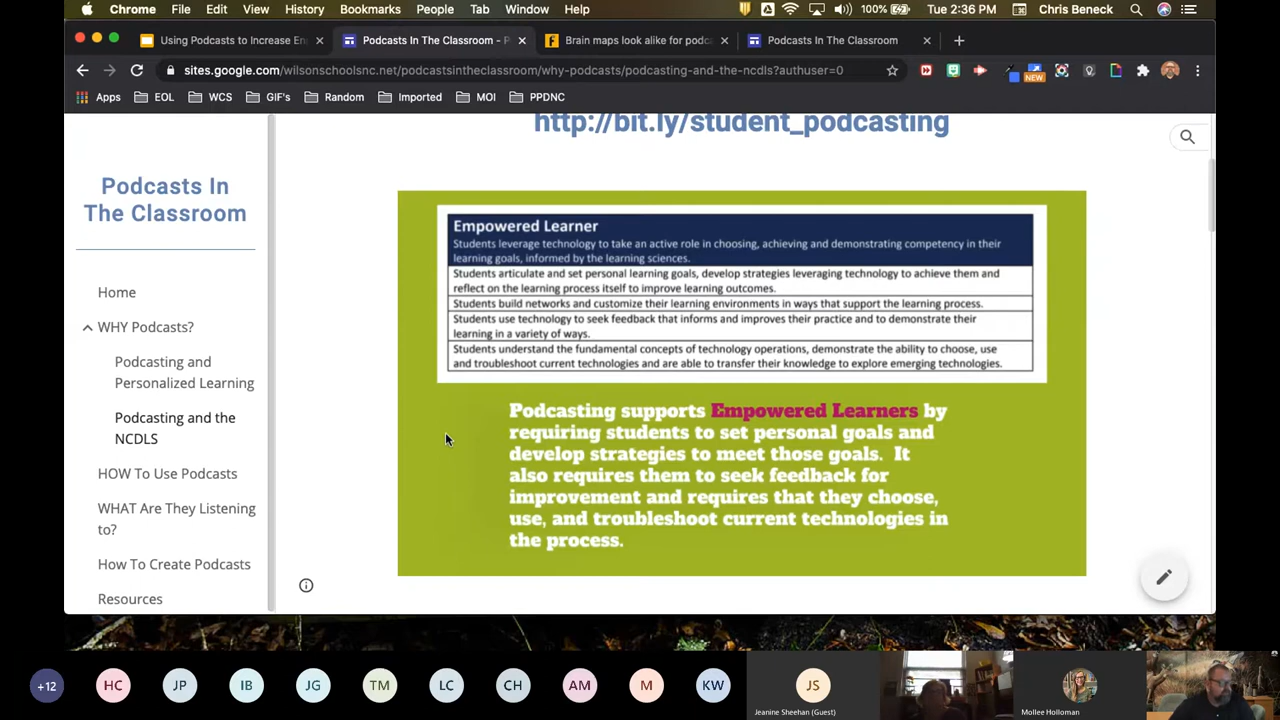 Chrome File Edit View History Bookmarks People Tab Window Help 100% Tue 2:36 PM Chris Beneck
Using Podcasts to Increase En Podcasts In The Classroom - P Brain maps look alike for podc Podcasts In The Classroom
sites.google.com/wilsonschoolsnc.net/podcastsintheclassroom/why-podcasts/podcasting-and-the-ncdls?authuser=0
NEW
Apps EOL WCS GIF's Random Imported MOI PPDNC
http://bit.ly/student_podcasting
Podcasts In
The Classroom
Home
WHY Podcasts?
Podcasting and
Personalized Learning
Podcasting and the
NCDLS
HOW To Use Podcasts
WHAT Are They Listening
to?
How To Create Podcasts
Resources
Empowered Learner
Students leverage technology to take an active role in choosing, achieving and demonstrating competency in their
learning goals, informed by the learning sciences.
Students articulate and set personal learning goals, develop strategies leveraging technology to achieve them and
reflect on the learning process itself to improve learning outcomes.
Students build networks and customize their learning environments in ways that support the learning process.
Students use technology to seek feedback that informs and improves their practice and to demonstrate their
learning in a variety of ways.
Students understand the fundamental concepts of technology operations, demonstrate the ability to choose, use
and troubleshoot current technologies and are able to transfer their knowledge to explore emerging technologies.
Podcasting supports Empowered Learners by
requiring students to set personal goals and
develop strategies to meet those goals. It
also requires them to seek feedback for
improvement and requires that they choose,
use, and troubleshoot current technologies in
the process.
+12 HC JP IB JG TM LC CH AM M KW JS
Jeanine Sheehan (Guest) Mollee Holloman